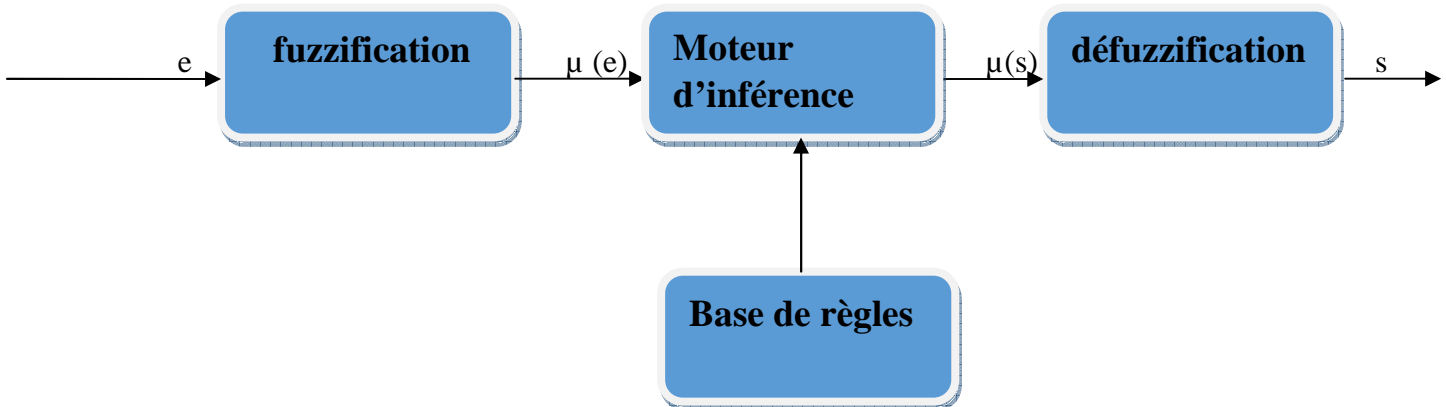 fuzzification
Moteur
d’inférence
défuzzification
e
µ (e)
µ(s)
s
Base de règles